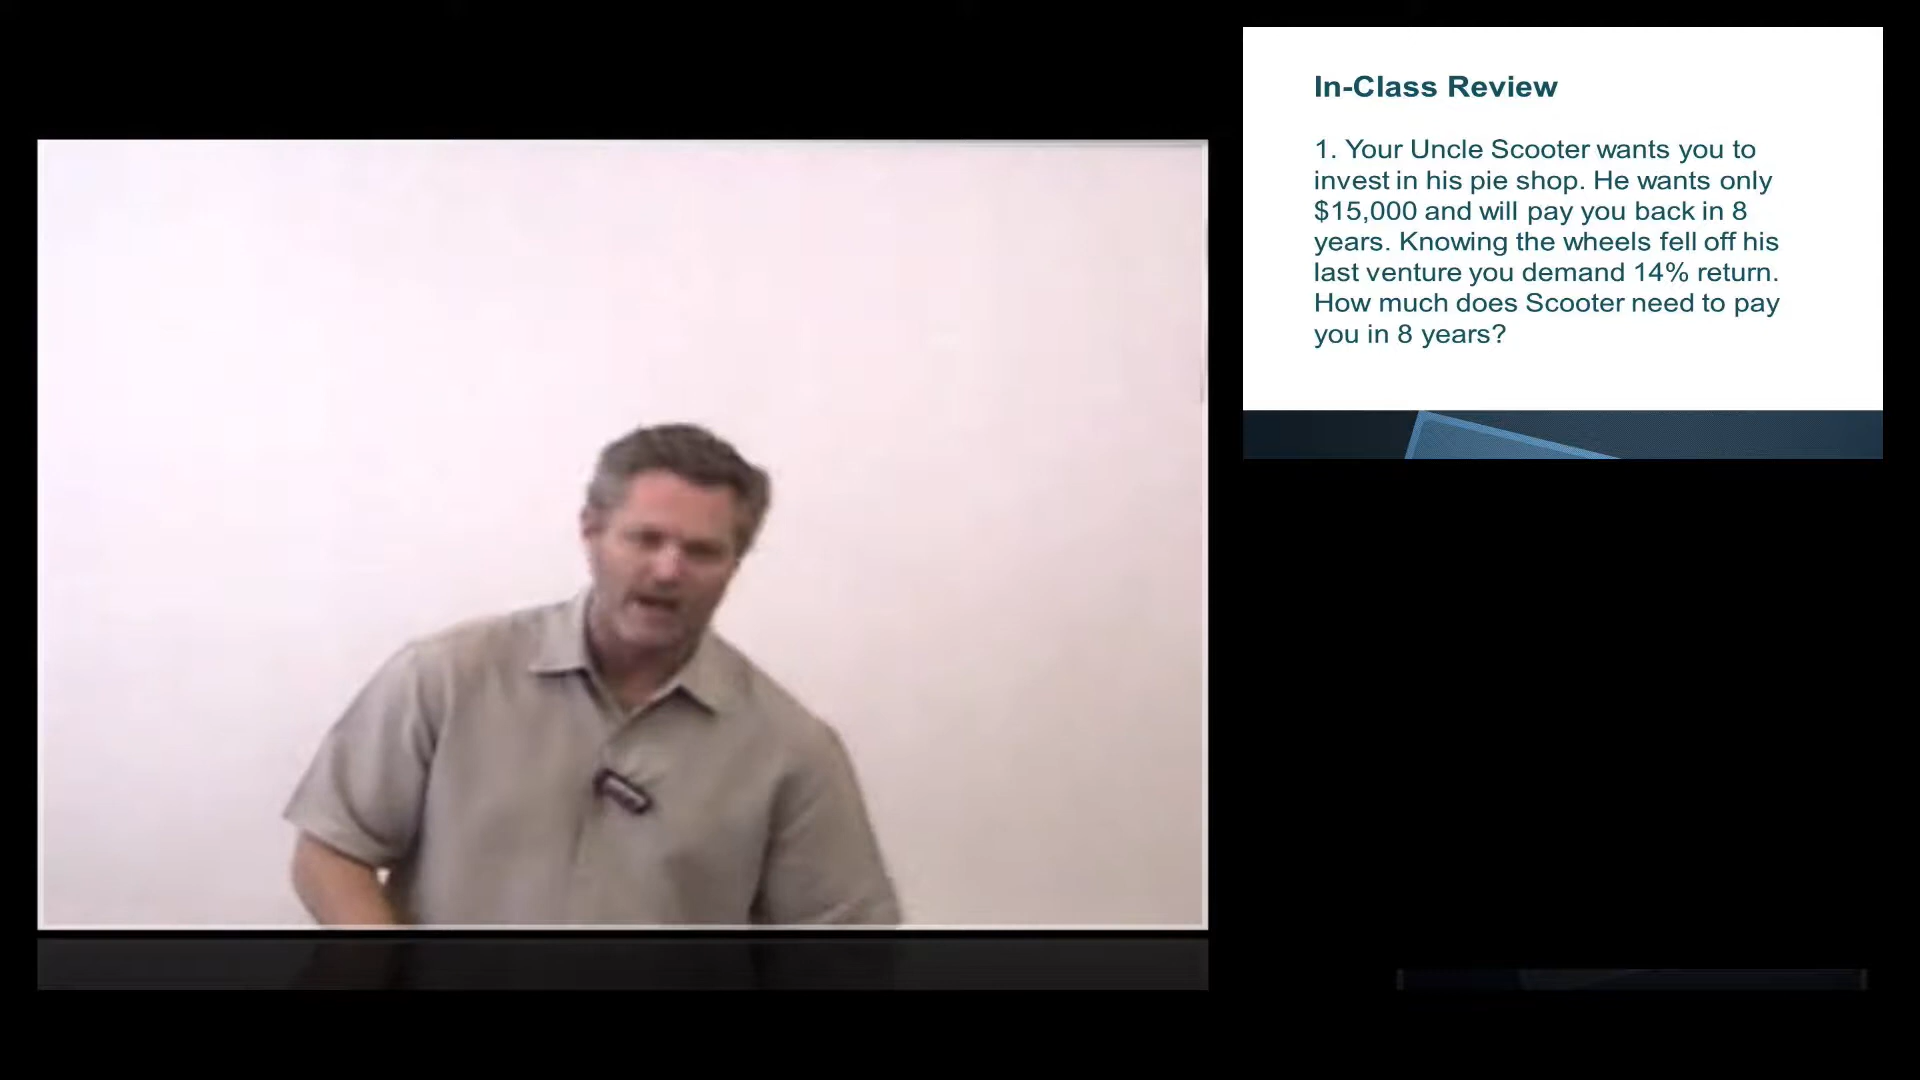 In-Class Review
1. Your Uncle Scooter wants you to
invest in his pie shop. He wants only
$15,000 and will pay you back in 8
years. Knowing the wheels fell off his
last venture you demand 14% return.
How much does Scooter need to pay
you in 8 years?